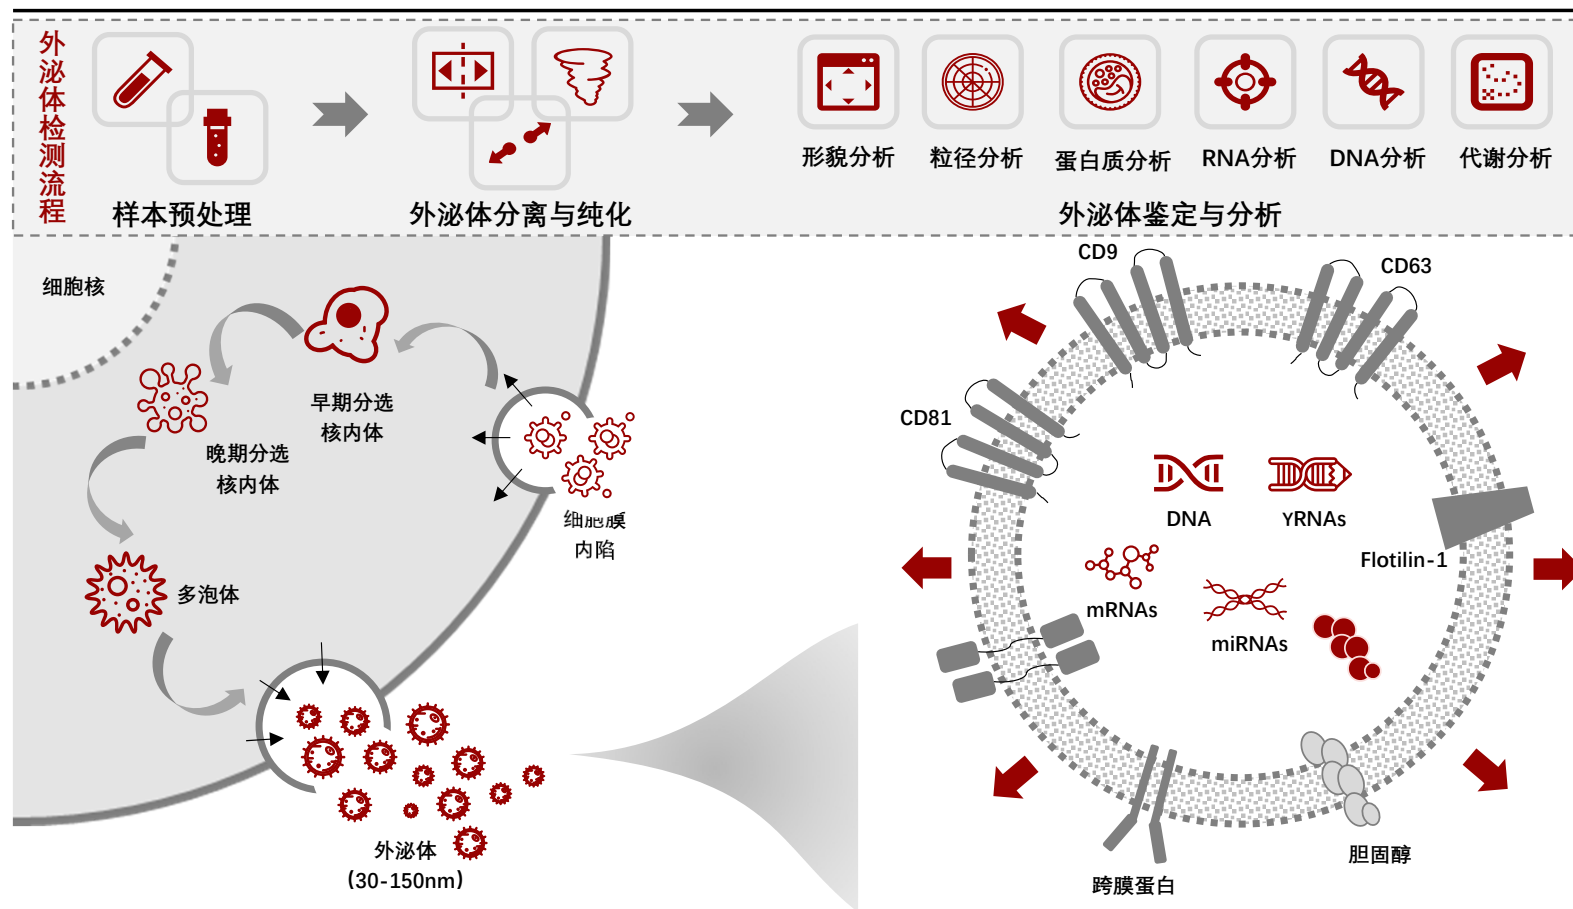 外泌体检测流程
样本预处理
外泌体分离与纯化
形貌分析
粒径分析
蛋白质分析
RNA分析
DNA分析
代谢分析
外泌体鉴定与分析
细胞核
早期分选
核内体
晚期分选
核内体
细胞膜
内陷
多泡体
外泌体
(30-150nm)
CD9
CD63
CD81
DNA
YRNAs
Flotilin-1
mRNAs
miRNAs
胆固醇
跨膜蛋白